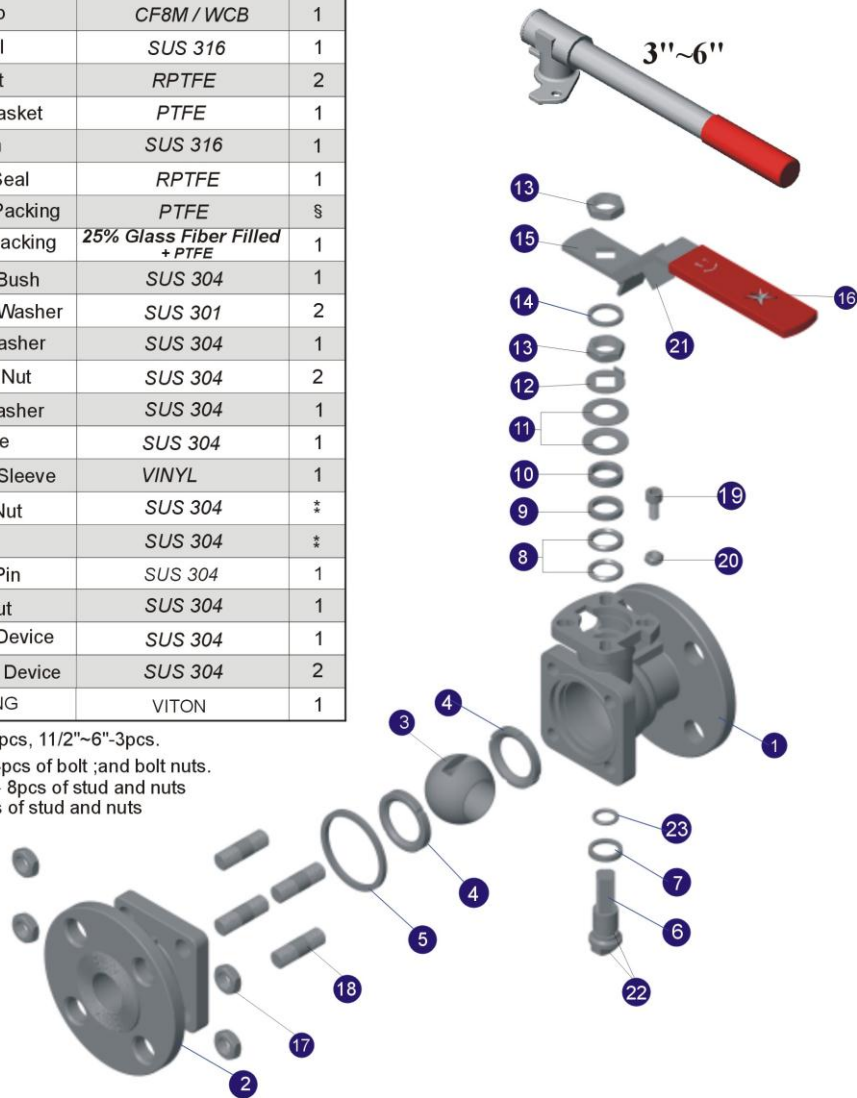 CF8M / WCB 1
l SUS 316 1
t RPTFE 2
asket PTFE 1
SUS 316 1
Seal RPTFE 1
Packing PTFE §
acking 25% Glass Fiber Filled + PTFE 1
Bush SUS 304 1
Washer SUS 301 2
asher SUS 304 1
Nut SUS 304 2
asher SUS 304 1
e SUS 304 1
Sleeve VINYL 1
Nut SUS 304 **
SUS 304 **
Pin SUS 304 1
ut SUS 304 1
Device SUS 304 1
Device SUS 304 2
NG VITON 1
pcs, 11/2"~6"-3pcs.
pcs of bolt ;and bolt nuts.
- 8pcs of stud and nuts
s of stud and nuts
3"~6"
13
15
16
14
21
13
12
11
10
9
19
8
20
4
3
1
23
4
7
5
6
18
22
17
2